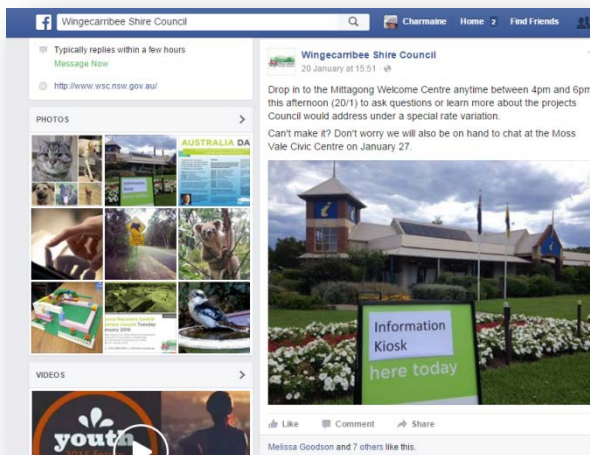 Wingecarribee Shire Council
Charmaine Home 2 Find Friends
Typically replies within a few hours
Message Now
http://www.wsc.nsw.gov.au/
PHOTOS
AUSTRALIA DA
VIDEOS
youth
Wingecarribee Shire Council
20 January at 15:51
Drop in to the Mittagong Welcome Centre anytime between 4pm and 6pm
this afternoon (20/1) to ask questions or learn more about the projects
Council would address under a special rate variation.
Can't make it? Don't worry we will also be on hand to chat at the Moss
Vale Civic Centre on January 27.
Information
Kiosk
here today
Like Comment Share
Melissa Goodson and 7 others like this.